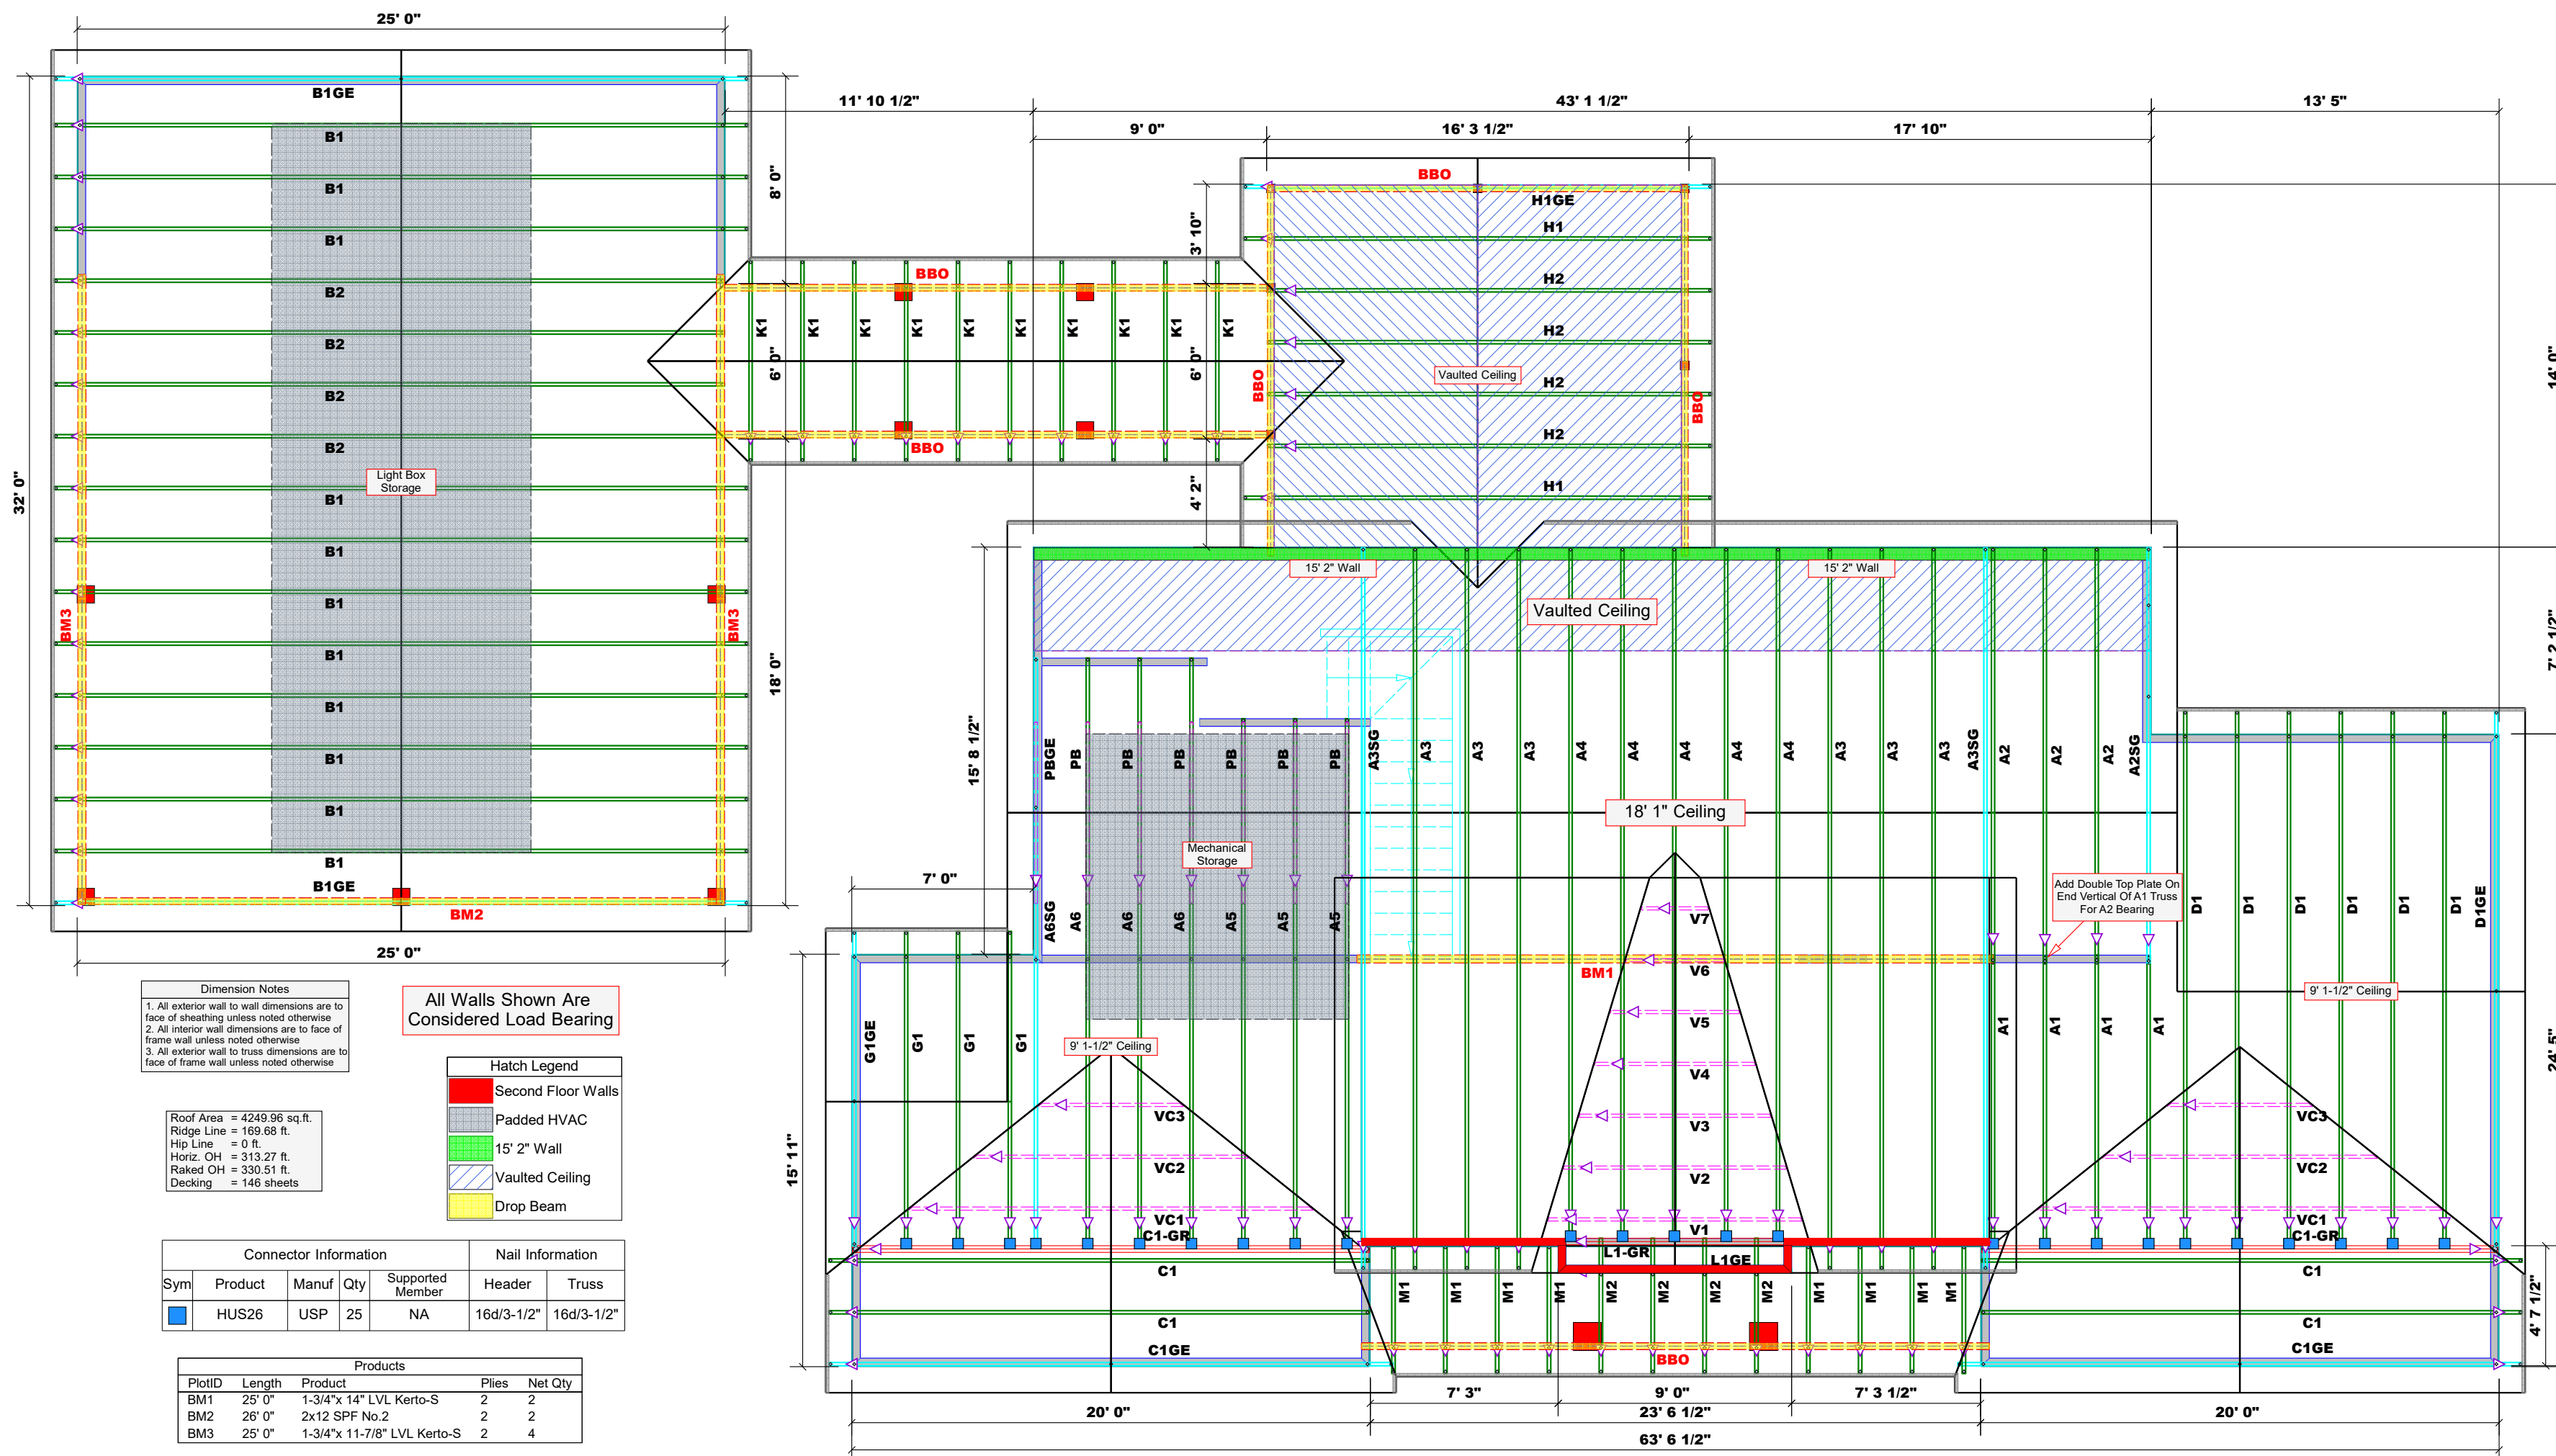 25' 0"
11' 10 1/2"
43' 1 1/2"
13' 5"
9' 0"
16' 3 1/2"
17' 10"
32' 0"
8' 0"
18' 0"
B1GE
B1
B1
B1
B2
B2
B2
B2
B1
B1
B1
B1
B1
B1
B1
B1
B1GE
Light Box
Storage
BM3
BM3
BM2
25' 0"
BBO
K1 K1 K1 K1 K1 K1 K1 K1 K1 K1
6' 0"
6' 0"
BBO
3' 10"
4' 2"
BBO
H1GE
H1
H2
H2
H2
H2
H1
BBO
BBO
Vaulted Ceiling
14' 0"
7' 2 1/2"
24' 5"
4' 7 1/2"
15' 2" Wall
15' 2" Wall
Vaulted Ceiling
15' 8 1/2"
PBGE PB PB PB PB PB PB A3SG A3 A3 A3 A4 A4 A4 A4 A4 A3 A3 A3 A3SG A2 A2 A2 A2SG
18' 1" Ceiling
Mechanical
Storage
7' 0"
A6SG A6 A6 A6 A5 A5 A5
Add Double Top Plate On
End Vertical Of A1 Truss
For A2 Bearing
D1 D1 D1 D1 D1 D1 D1GE
V7
V6
V5
V4
V3
V2
V1
BM1
9' 1-1/2" Ceiling
9' 1-1/2" Ceiling
G1GE G1 G1 G1
A1 A1 A1 A1
VC3
VC2
VC1
C1-GR
C1
C1
C1GE
VC3
VC2
VC1
C1-GR
C1
C1
C1GE
15' 11"
L1-GR
L1GE
M1 M1 M1 M1 M2 M2 M2 M2 M1 M1 M1 M1
BBO
7' 3"
9' 0"
7' 3 1/2"
20' 0"
23' 6 1/2"
20' 0"
63' 6 1/2"
Dimension Notes
1. All exterior wall to wall dimensions are to
face of sheathing unless noted otherwise
2. All interior wall dimensions are to face of
frame wall unless noted otherwise
3. All exterior wall to truss dimensions are to
face of frame wall unless noted otherwise
All Walls Shown Are
Considered Load Bearing
Hatch Legend
Second Floor Walls
Padded HVAC
15' 2" Wall
Vaulted Ceiling
Drop Beam
Roof Area = 4249.96 sq.ft.
Ridge Line = 169.68 ft.
Hip Line = 0 ft.
Horiz. OH = 313.27 ft.
Raked OH = 330.51 ft.
Decking = 146 sheets
Connector Information Nail Information
Sym Product Manuf Qty Supported Member Header Truss
HUS26 USP 25 NA 16d/3-1/2" 16d/3-1/2"
Products
PlotID Length Product Plies Net Qty
BM1 25' 0" 1-3/4"x 14" LVL Kerto-S 2 2
BM2 26' 0" 2x12 SPF No.2 2 2
BM3 25' 0" 1-3/4"x 11-7/8" LVL Kerto-S 2 4